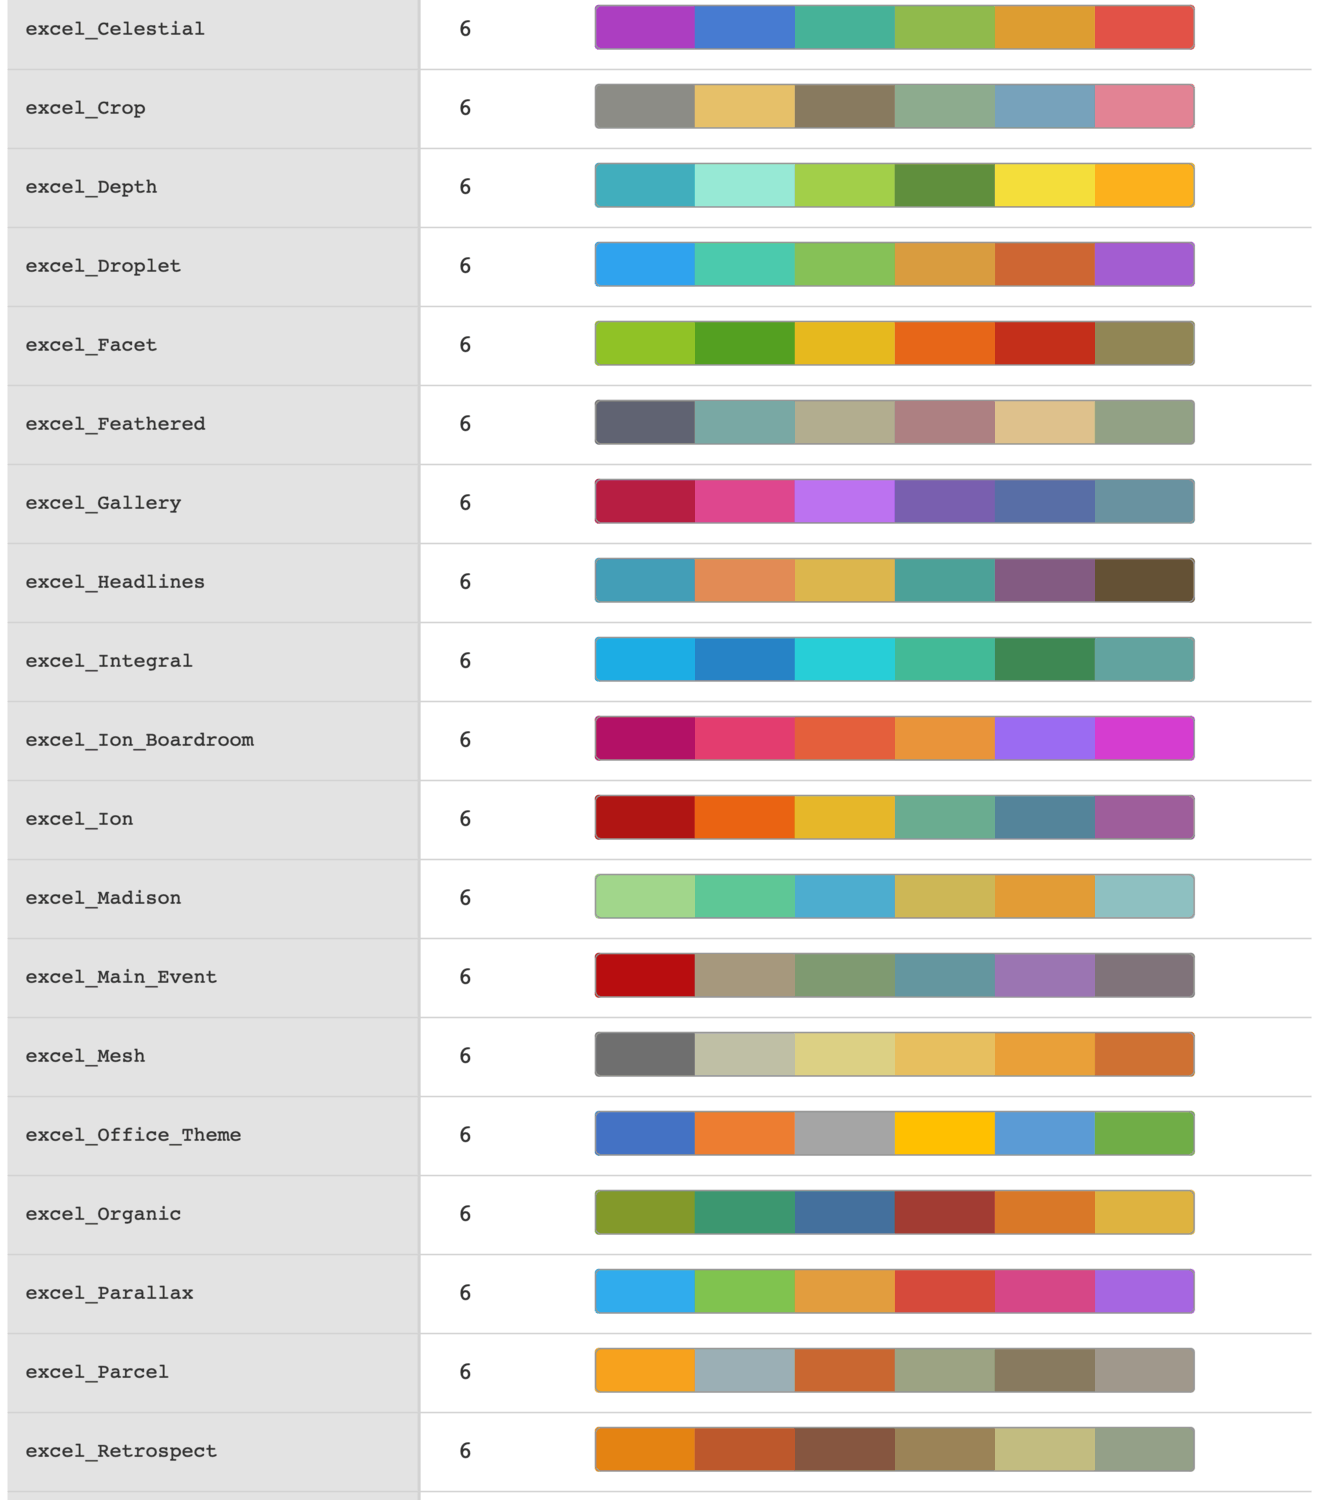 excel_Celestial 6
excel_Crop 6
excel_Depth 6
excel_Droplet 6
excel_Facet 6
excel_Feathered 6
excel_Gallery 6
excel_Headlines 6
excel_Integral 6
excel_Ion_Boardroom 6
excel_Ion 6
excel_Madison 6
excel_Main_Event 6
excel_Mesh 6
excel_Office_Theme 6
excel_Organic 6
excel_Parallax 6
excel_Parcel 6
excel_Retrospect 6